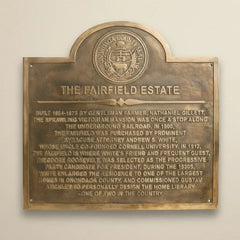 THE FAIRFIELD ESTATE
BUILT 1864-1873 BY GENTLEMAN FARMER, NATHANIEL GILLETT,
THE SPRAWLING VICTORIAN MANSION WAS ONCE A STOP ALONG
THE UNDERGROUND RAILROAD. IN 1900,
THE FAIRFIELD WAS PURCHASED BY PROMINENT
SYRACUSE ATTORNEY ANDREW S. WHITE,
WHOSE UNCLE CO-FOUNDED CORNELL UNIVERSITY. IN 1912,
THE FAIRFIELD IS WHERE WHITE'S FRIEND AND FREQUENT GUEST,
THEODORE ROOSEVELT, WAS SELECTED AS THE PROGRESSIVE
PARTY CANDIDATE FOR PRESIDENT. DURING THE 1930S,
WHITE ENLARGED THE RESIDENCE TO ONE OF THE LARGEST
HOMES IN ONONDAGA COUNTY, AND COMMISSIONED GUSTAV
STICKLEY TO PERSONALLY DESIGN THE HOME LIBRARY
-ONE OF TWO IN THE COUNTRY.